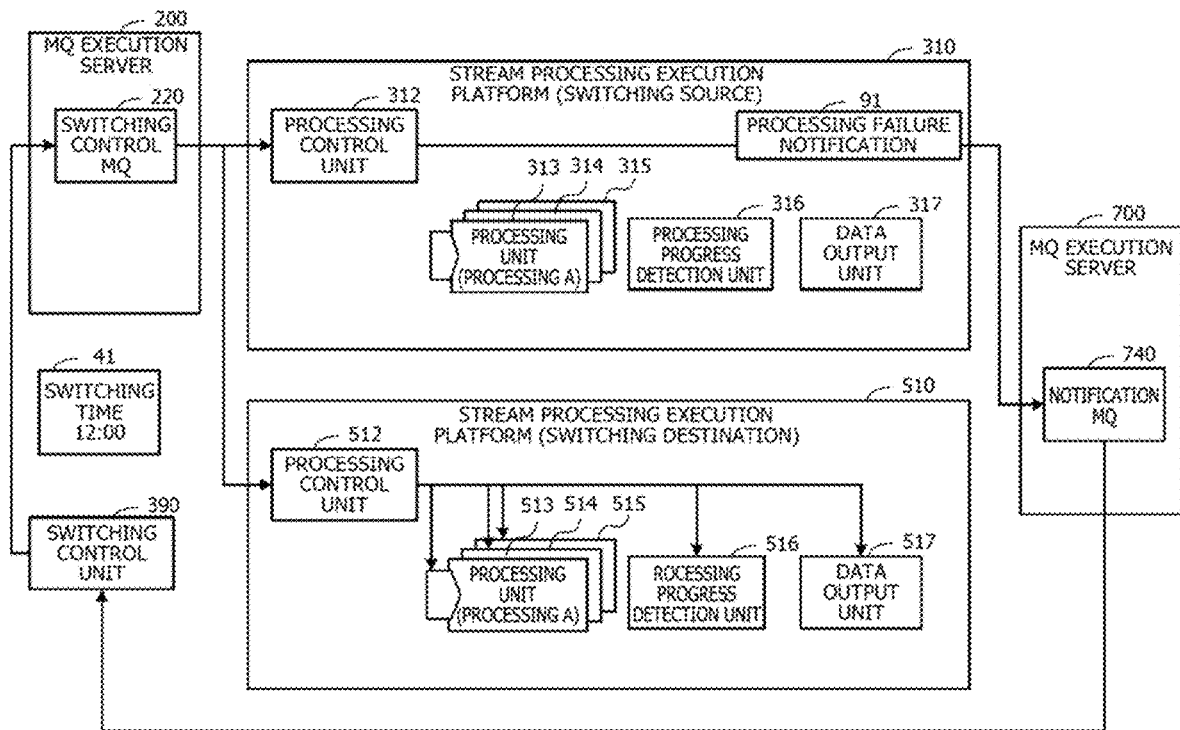 200
MQ EXECUTION
SERVER
220
SWITCHING
CONTROL
MQ
310
STREAM PROCESSING EXECUTION
PLATFORM (SWITCHING SOURCE)
312
PROCESSING
CONTROL
UNIT
91
PROCESSING FAILURE
NOTIFICATION
313
314
315
PROCESSING
UNIT
(PROCESSING A)
316
PROCESSING
PROGRESS
DETECTION UNIT
317
DATA
OUTPUT
UNIT
700
MQ EXECUTION
SERVER
740
NOTIFICATION
MQ
41
SWITCHING
TIME
12:00
390
SWITCHING
CONTROL
UNIT
510
STREAM PROCESSING EXECUTION
PLATFORM (SWITCHING DESTINATION)
512
PROCESSING
CONTROL
UNIT
513
514
515
PROCESSING
UNIT
(PROCESSING A)
516
ROCESSING
PROGRESS
DETECTION UNIT
517
DATA
OUTPUT
UNIT